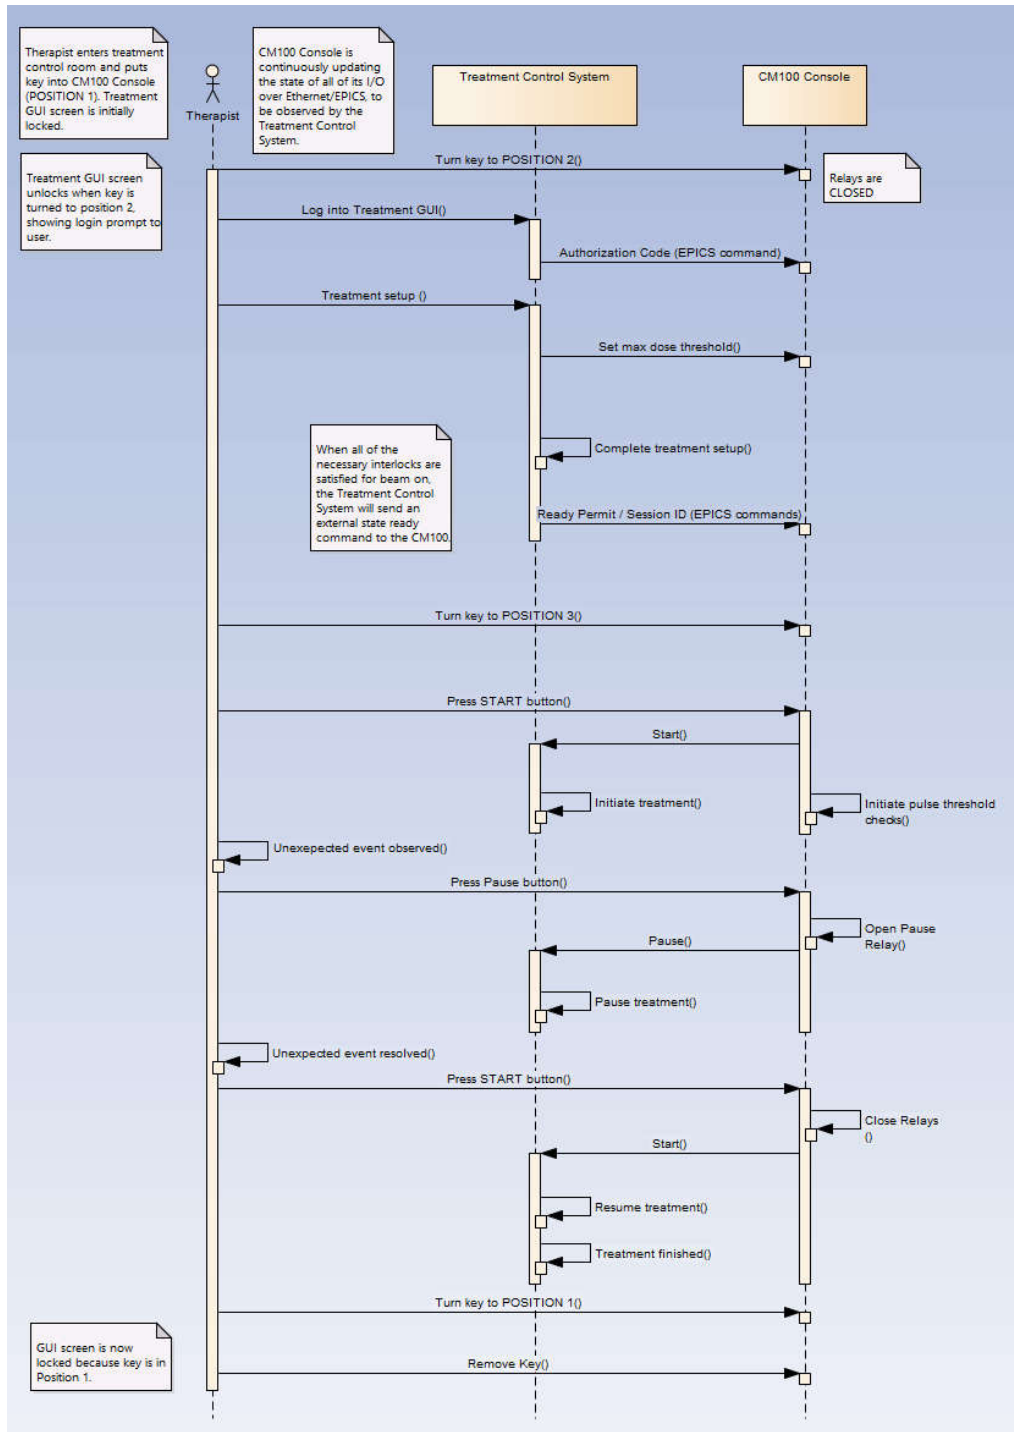 Therapist enters treatment
control room and puts
key into CM100 Console
(POSITION 1). Treatment
GUI screen is initially
locked.
Therapist
CM100 Console is
continuously updating
the state of all of its I/O
over Ethernet/EPICS, to
be observed by the
Treatment Control
System.
Treatment Control System
CM100 Console
Turn key to POSITION 2()
Relays are
CLOSED
Treatment GUI screen
unlocks when key is
turned to position 2,
showing login prompt to
user.
Log into Treatment GUI()
Authorization Code (EPICS command)
Treatment setup ()
Set max dose threshold()
When all of the
necessary interlocks are
satisfied for beam on,
the Treatment Control
System will send an
external state ready
command to the CM100.
Complete treatment setup()
Ready Permit / Session ID (EPICS commands)
Turn key to POSITION 3()
Press START button()
Start()
Initiate treatment()
Initiate pulse threshold
checks()
Unexepected event observed()
Press Pause button()
Open Pause
Relay()
Pause()
Pause treatment()
Unexpected event resolved()
Press START button()
Close Relays
()
Start()
Resume treatment()
Treatment finished()
Turn key to POSITION 1()
GUI screen is now
locked because key is in
Position 1.
Remove Key()